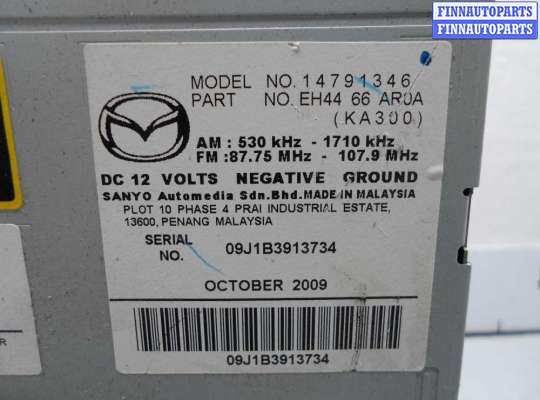 FINNAUTOPARTS
FINNAUTOPARTS
MODEL NO. 14791346
PART NO. EH44 66 AR0A
(KA300)
AM : 530 kHz - 1710 kHz
FM :87.75 MHz - 107.9 MHz
DC 12 VOLTS NEGATIVE GROUND
SANYO Automedia Sdn.Bhd. MADE IN MALAYSIA
PLOT 10 PHASE 4 PRAI INDUSTRIAL ESTATE,
13600, PENANG MALAYSIA
SERIAL NO. 09J1B3913734
OCTOBER 2009
09J1B3913734
R